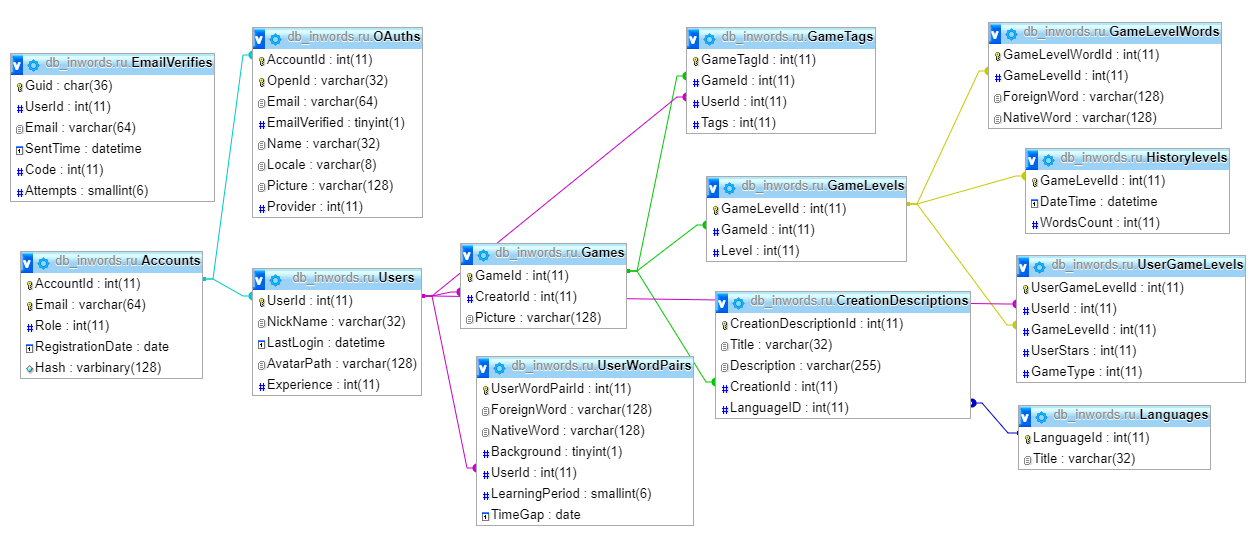 db_inwords.ru.EmailVerifies
Guid : char(36)
UserId : int(11)
Email : varchar(64)
SentTime : datetime
Code : int(11)
Attempts : smallint(6)
db_inwords.ru.OAuths
AccountId : int(11)
OpenId : varchar(32)
Email : varchar(64)
EmailVerified : tinyint(1)
Name : varchar(32)
Locale : varchar(8)
Picture : varchar(128)
Provider : int(11)
db_inwords.ru.Accounts
AccountId : int(11)
Email : varchar(64)
Role : int(11)
RegistrationDate : date
Hash : varbinary(128)
db_inwords.ru.Users
UserId : int(11)
NickName : varchar(32)
LastLogin : datetime
AvatarPath : varchar(128)
Experience : int(11)
db_inwords.ru.Games
GameId : int(11)
CreatorId : int(11)
Picture : varchar(128)
db_inwords.ru.UserWordPairs
UserWordPairId : int(11)
ForeignWord : varchar(128)
NativeWord : varchar(128)
Background : tinyint(1)
UserId : int(11)
LearningPeriod : smallint(6)
TimeGap : date
db_inwords.ru.GameTags
GameTagId : int(11)
GameId : int(11)
UserId : int(11)
Tags : int(11)
db_inwords.ru.GameLevels
GameLevelId : int(11)
GameId : int(11)
Level : int(11)
db_inwords.ru.CreationDescriptions
CreationDescriptionId : int(11)
Title : varchar(32)
Description : varchar(255)
CreationId : int(11)
LanguageID : int(11)
db_inwords.ru.GameLevelWords
GameLevelWordId : int(11)
GameLevelId : int(11)
ForeignWord : varchar(128)
NativeWord : varchar(128)
db_inwords.ru.Historylevels
GameLevelId : int(11)
DateTime : datetime
WordsCount : int(11)
db_inwords.ru.UserGameLevels
UserGameLevelId : int(11)
UserId : int(11)
GameLevelId : int(11)
UserStars : int(11)
GameType : int(11)
db_inwords.ru.Languages
LanguageId : int(11)
Title : varchar(32)